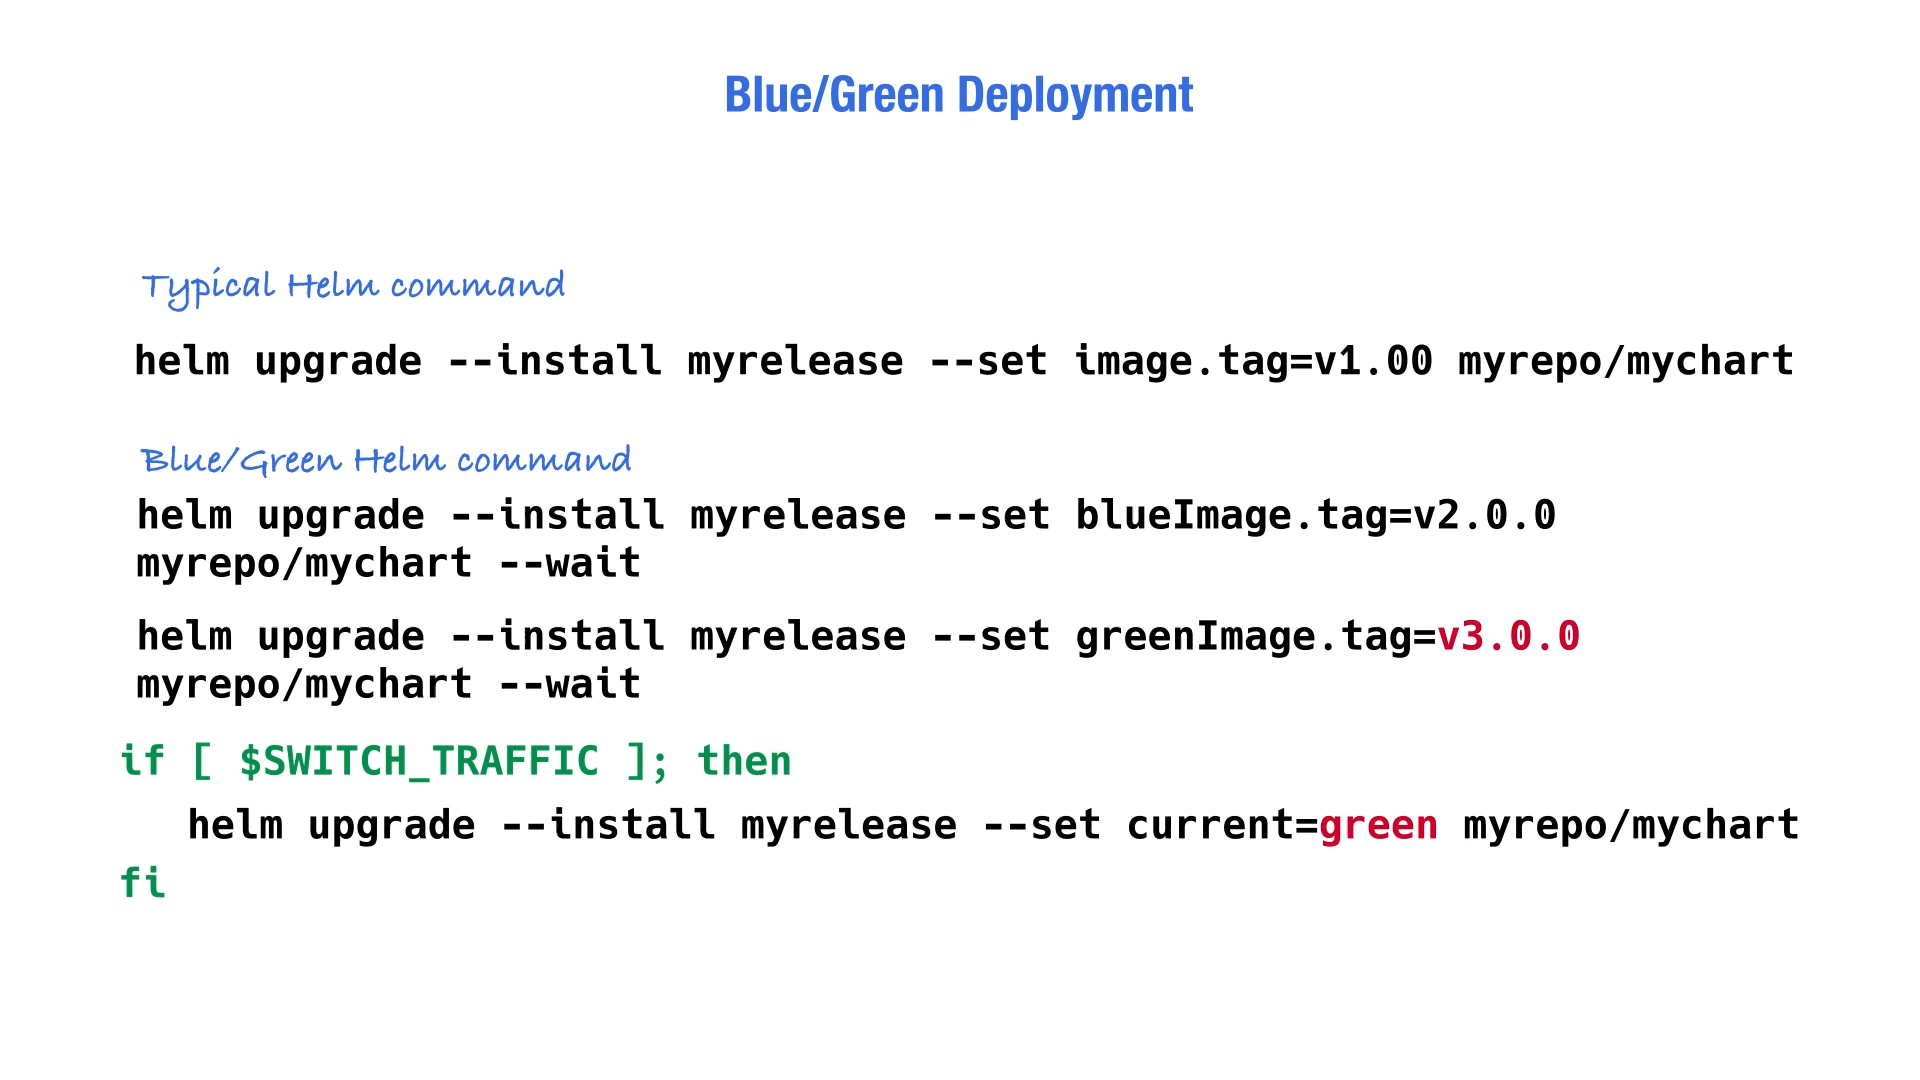 Blue/Green Deployment
Typical Helm command
helm upgrade --install myrelease --set image.tag=v1.00 myrepo/mychart
Blue/Green Helm command
helm upgrade --install myrelease --set blueImage.tag=v2.0.0
myrepo/mychart --wait
helm upgrade --install myrelease --set greenImage.tag=v3.0.0
myrepo/mychart --wait
if [ $SWITCH_TRAFFIC ]; then
helm upgrade --install myrelease --set current=green myrepo/mychart
fi